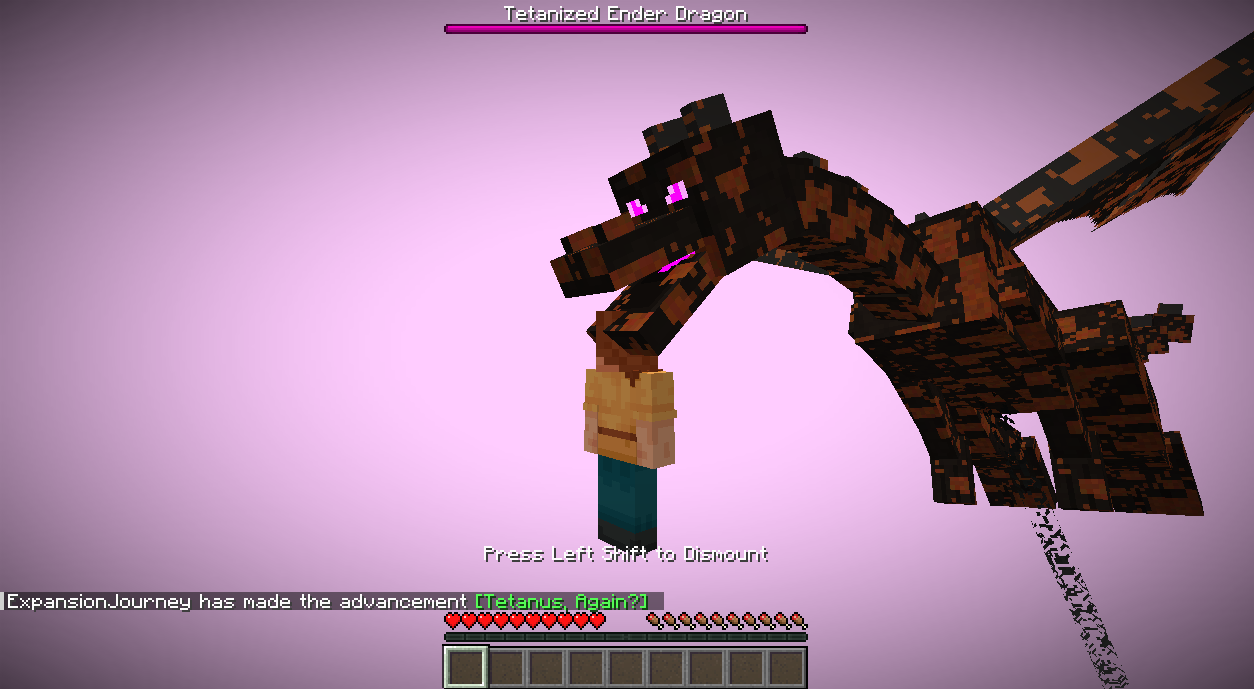 Tetanized Ender Dragon
Press Left Shift to Dismount
ExpansionJourney has made the advancement [Tetanus, Again?]